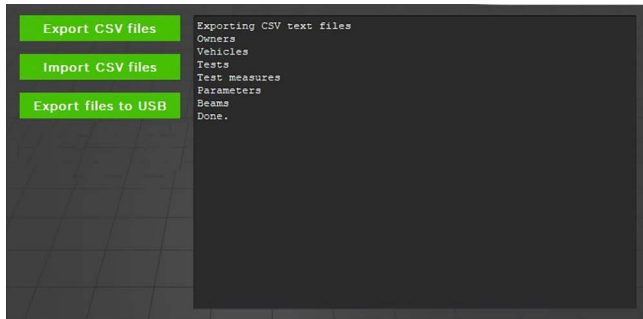 Export CSV files
Import CSV files
Export files to USB
Exporting CSV text files
Owners
Vehicles
Tests
Test measures
Parameters
Beams
Done.